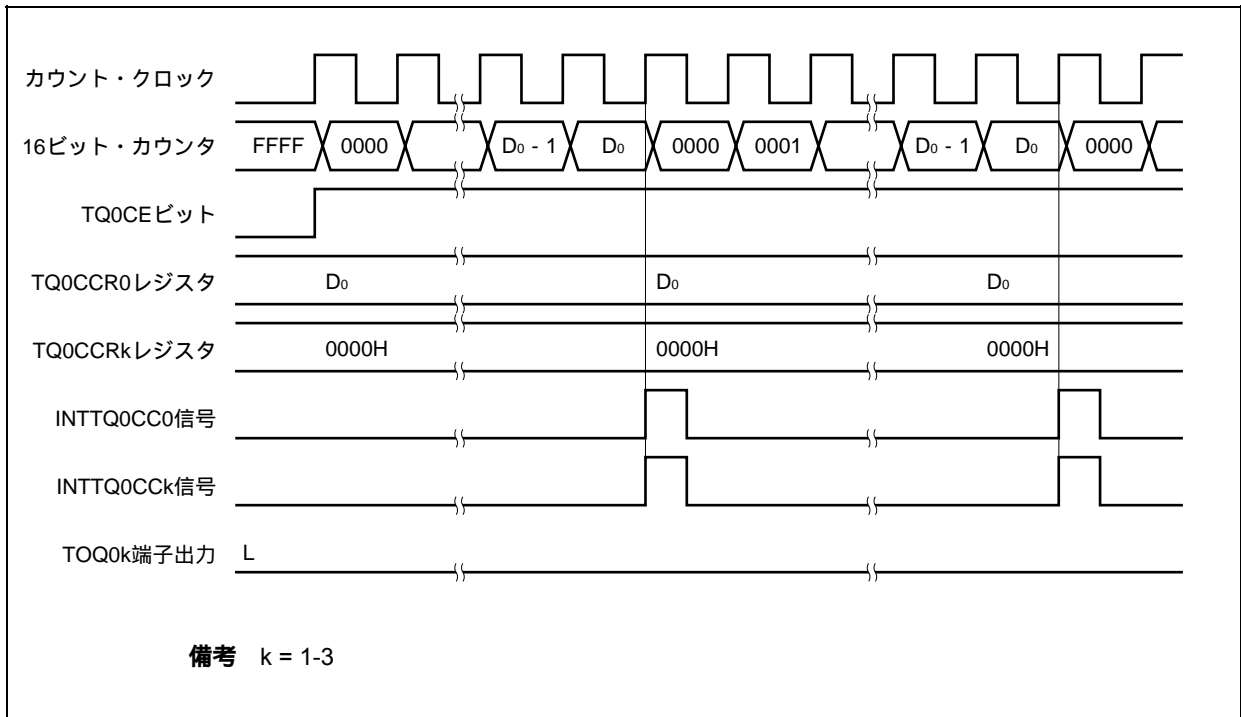 カウント・クロック
16ビット・カウンタ FFFF 0000 D0 - 1 D0 0000 0001 D0 - 1 D0 0000
TQ0CEビット
TQ0CCR0レジスタ D0 D0 D0
TQ0CCRkレジスタ 0000H 0000H 0000H
INTTQ0CC0信号
INTTQ0CCk信号
TOQ0k端子出力 L
備考 k = 1-3